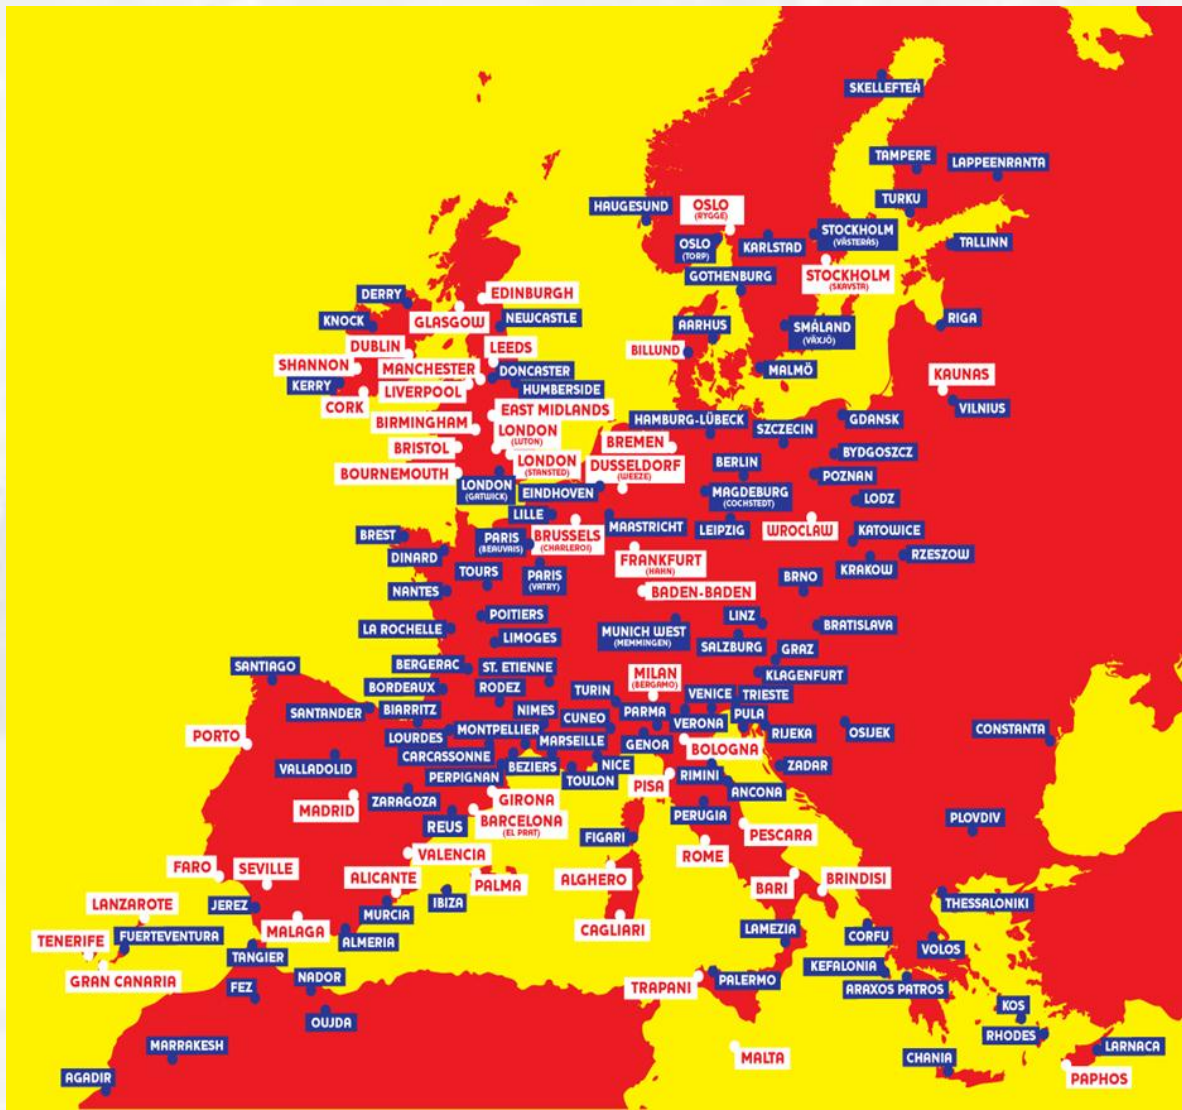 SKELLEFTEÅ
TAMPERE
LAPPEENRANTA
TURKU
HAUGESUND
OSLO
(RYGGE)
OSLO
(TORP)
KARLSTAD
STOCKHOLM
(VÄSTERÅS)
TALLINN
GOTHENBURG
STOCKHOLM
(SKAVSTA)
DERRY
EDINBURGH
KNOCK
GLASGOW
NEWCASTLE
AARHUS
SMÅLAND
(VÄXJÖ)
RIGA
DUBLIN
LEEDS
BILLUND
SHANNON
MANCHESTER
DONCASTER
MALMÖ
KAUNAS
KERRY
LIVERPOOL
HUMBERSIDE
CORK
EAST MIDLANDS
VILNIUS
BIRMINGHAM
LONDON
(LUTON)
HAMBURG-LÜBECK
SZCZECIN
GDANSK
BRISTOL
BREMEN
BYDGOSZCZ
LONDON
(STANSTED)
DUSSELDORF
(WEEZE)
BERLIN
POZNAN
BOURNEMOUTH
LONDON
(GATWICK)
EINDHOVEN
MAGDEBURG
(COCHSTEDT)
LODZ
LILLE
MAASTRICHT
LEIPZIG
WROCLAW
KATOWICE
BREST
PARIS
(BEAUVAIS)
BRUSSELS
(CHARLEROI)
DINARD
FRANKFURT
(HAHN)
KRAKOW
RZESZOW
TOURS
PARIS
(VATRY)
BRNO
NANTES
BADEN-BADEN
POITIERS
LINZ
LA ROCHELLE
LIMOGES
MUNICH WEST
(MEMMINGEN)
SALZBURG
BRATISLAVA
GRAZ
SANTIAGO
BERGERAC
ST. ETIENNE
MILAN
(BERGAMO)
KLAGENFURT
BORDEAUX
RODEZ
TURIN
VENICE
TRIESTE
SANTANDER
BIARRITZ
NIMES
CUNEO
PARMA
VERONA
PULA
PORTO
LOURDES
MONTPELLIER
MARSEILLE
GENOA
BOLOGNA
RIJEKA
OSIJEK
CONSTANTA
CARCASSONNE
VALLADOLID
PERPIGNAN
BEZIERS
TOULON
NICE
RIMINI
ZADAR
MADRID
ZARAGOZA
GIRONA
PISA
ANCONA
REUS
BARCELONA
(EL PRAT)
PERUGIA
FIGARI
PESCARA
PLOVDIV
VALENCIA
ROME
FARO
SEVILLE
ALICANTE
PALMA
ALGHERO
BARI
BRINDISI
LANZAROTE
JEREZ
MURCIA
IBIZA
THESSALONIKI
TENERIFE
FUERTEVENTURA
MALAGA
ALMERIA
CAGLIARI
LAMEZIA
CORFU
VOLOS
TANGIER
GRAN CANARIA
NADOR
KEFALONIA
FEZ
TRAPANI
PALERMO
ARAXOS PATROS
OUJDA
KOS
MARRAKESH
RHODES
MALTA
CHANIA
LARNACA
AGADIR
PAPHOS